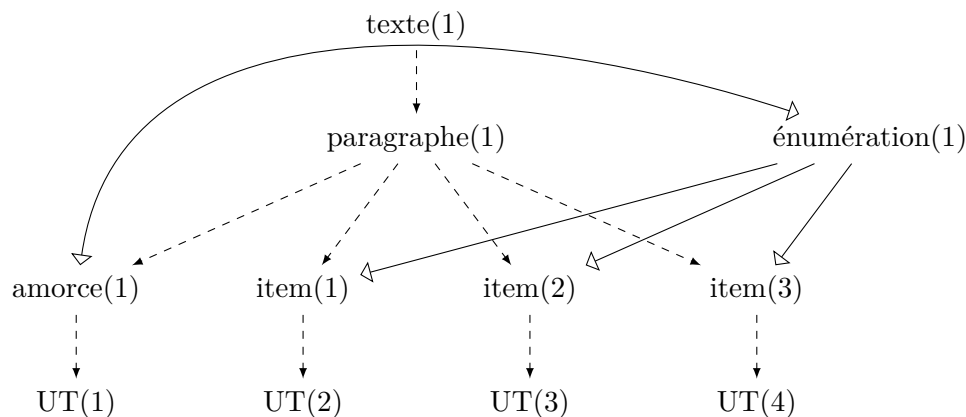 texte(1)
paragraphe(1) énumération(1)
amorce(1) item(1) item(2) item(3)
UT(1) UT(2) UT(3) UT(4)